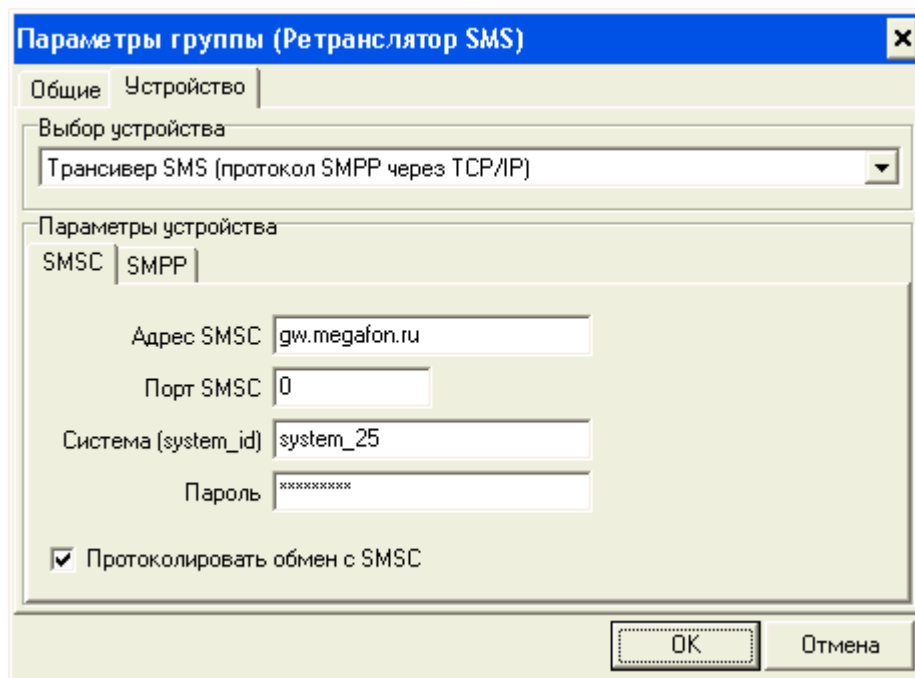 Параметры группы (Ретранслятор SMS)
Общие Устройство
Выбор устройства
Трансивер SMS (протокол SMPP через TCP/IP)
Параметры устройства
SMSC SMPP
Адрес SMSC gw.megafon.ru
Порт SMSC 0
Система (system_id) system_25
Пароль *********
Протоколировать обмен с SMSC
OK Отмена